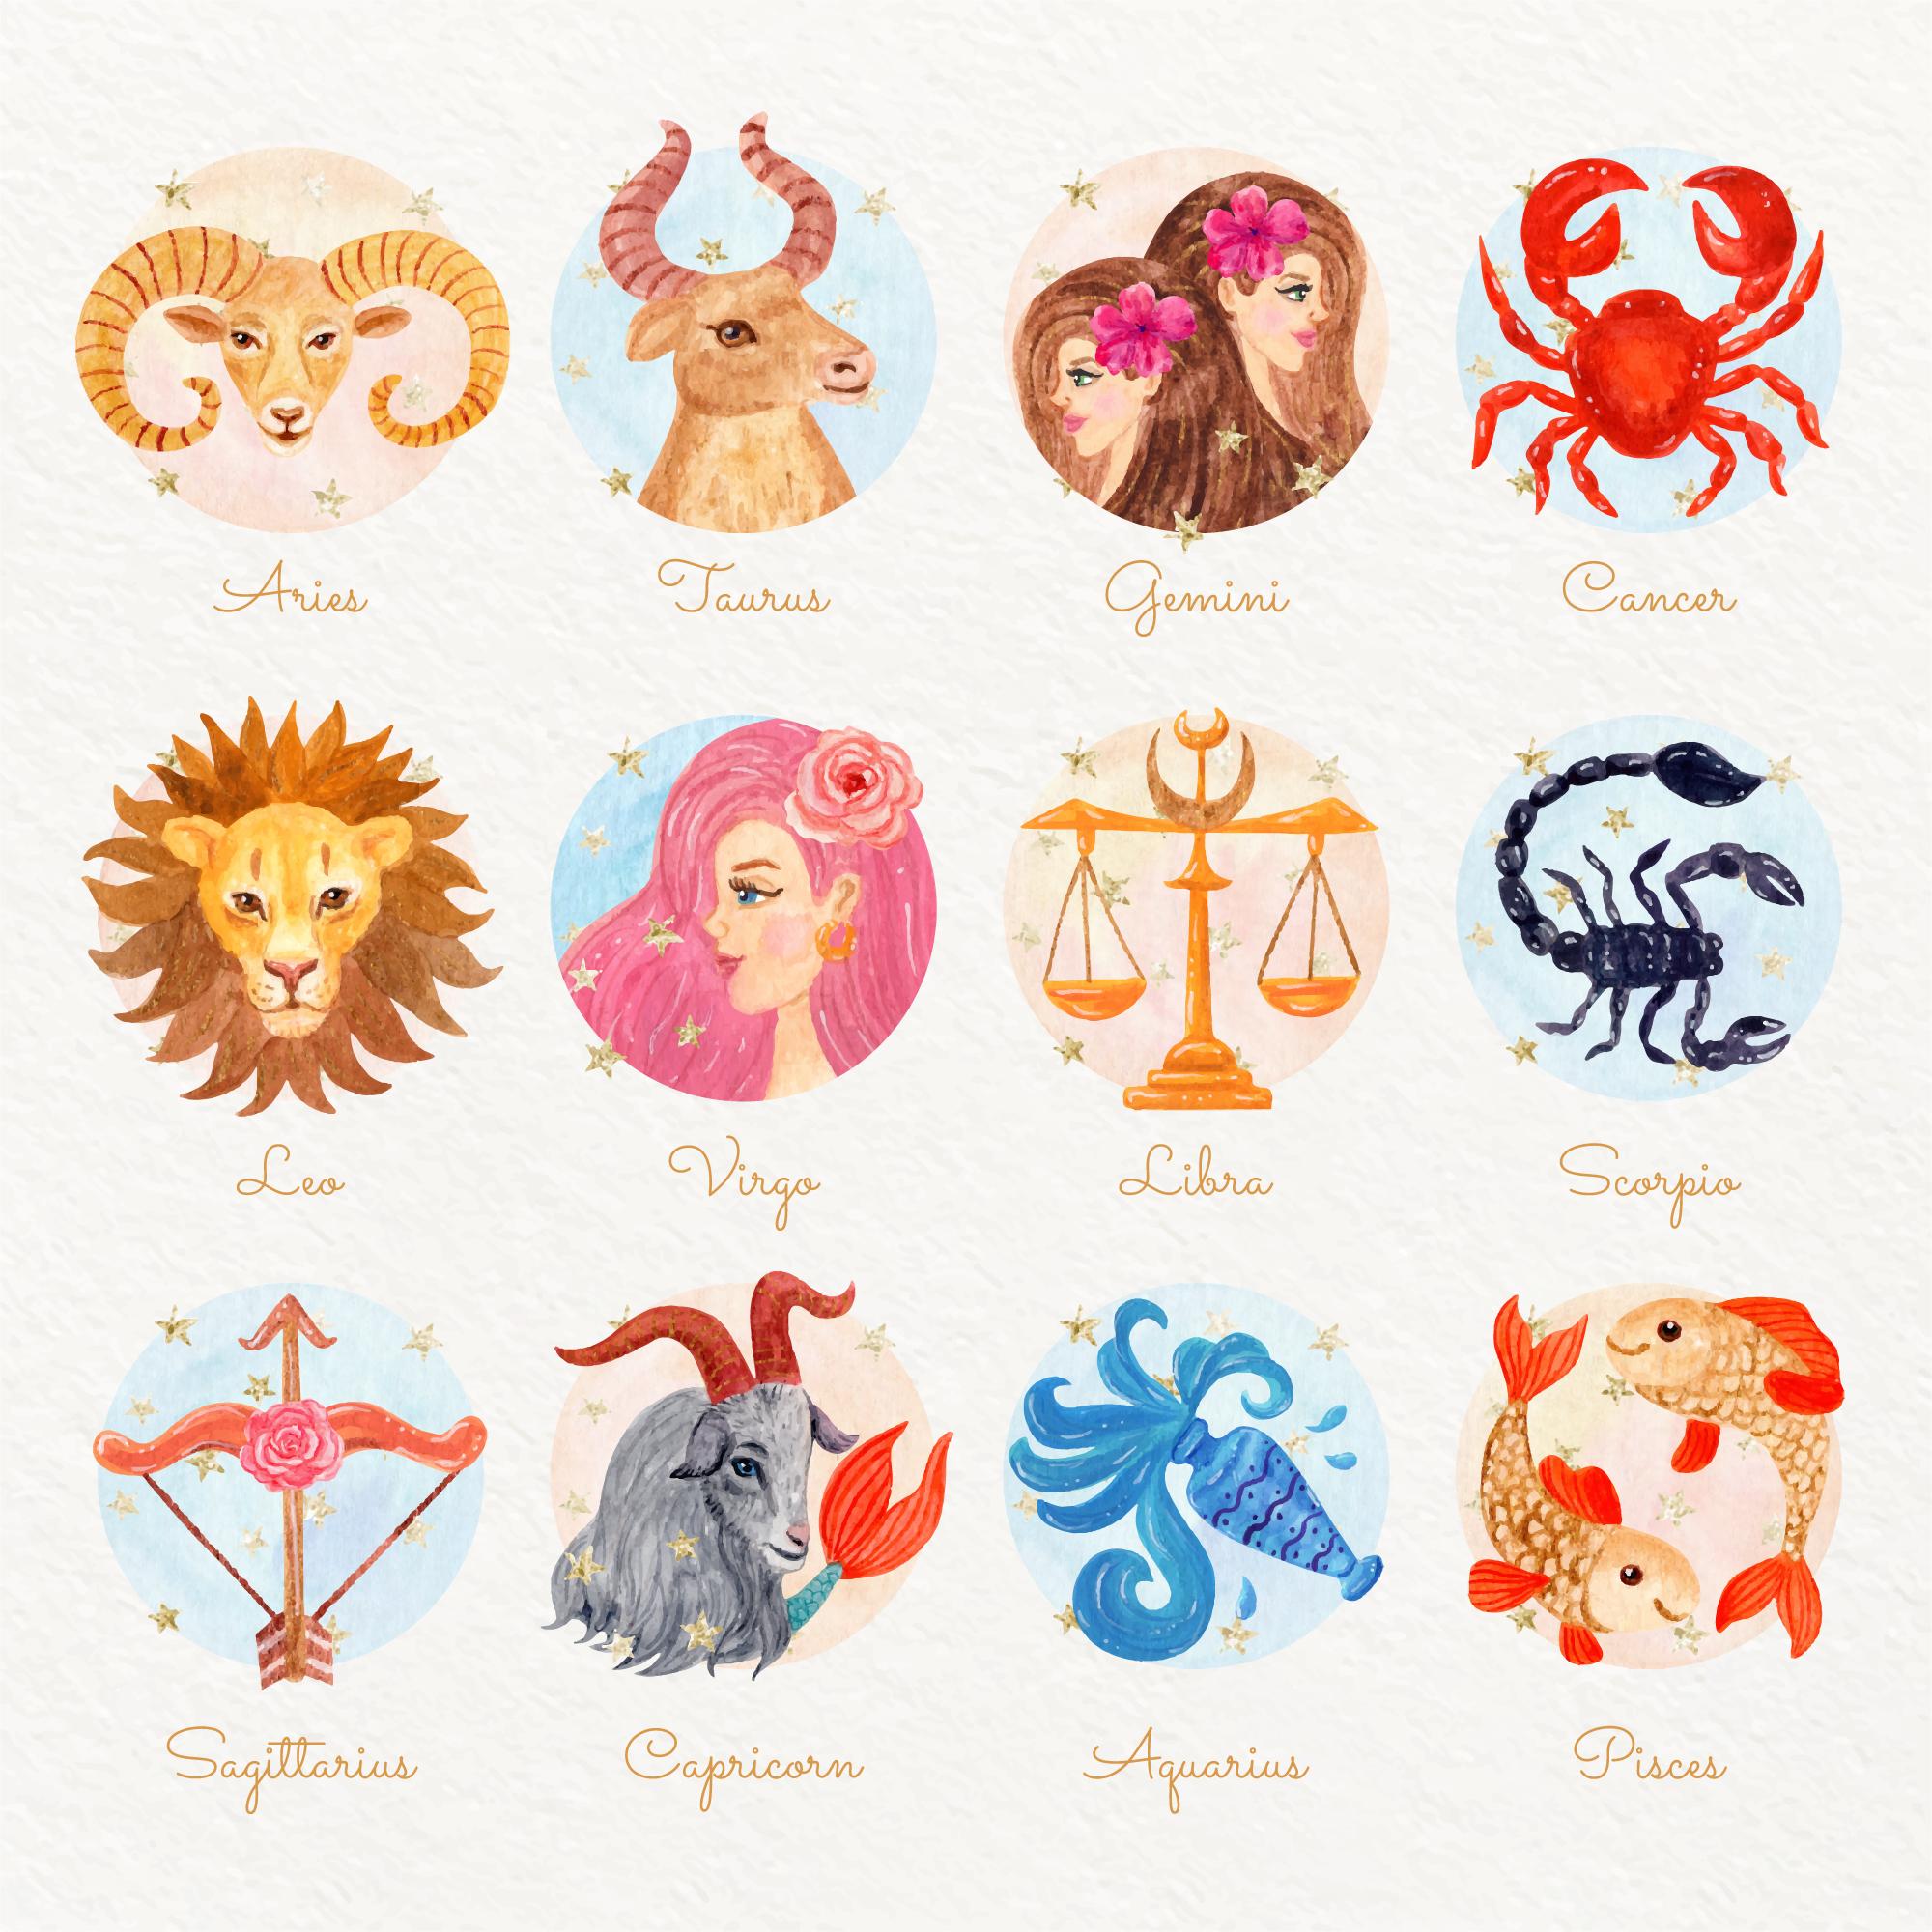 Aries
Taurus
Gemini
Cancer
Leo
Virgo
Libra
Scorpio
Sagittarius
Capricorn
Aquarius
Pisces